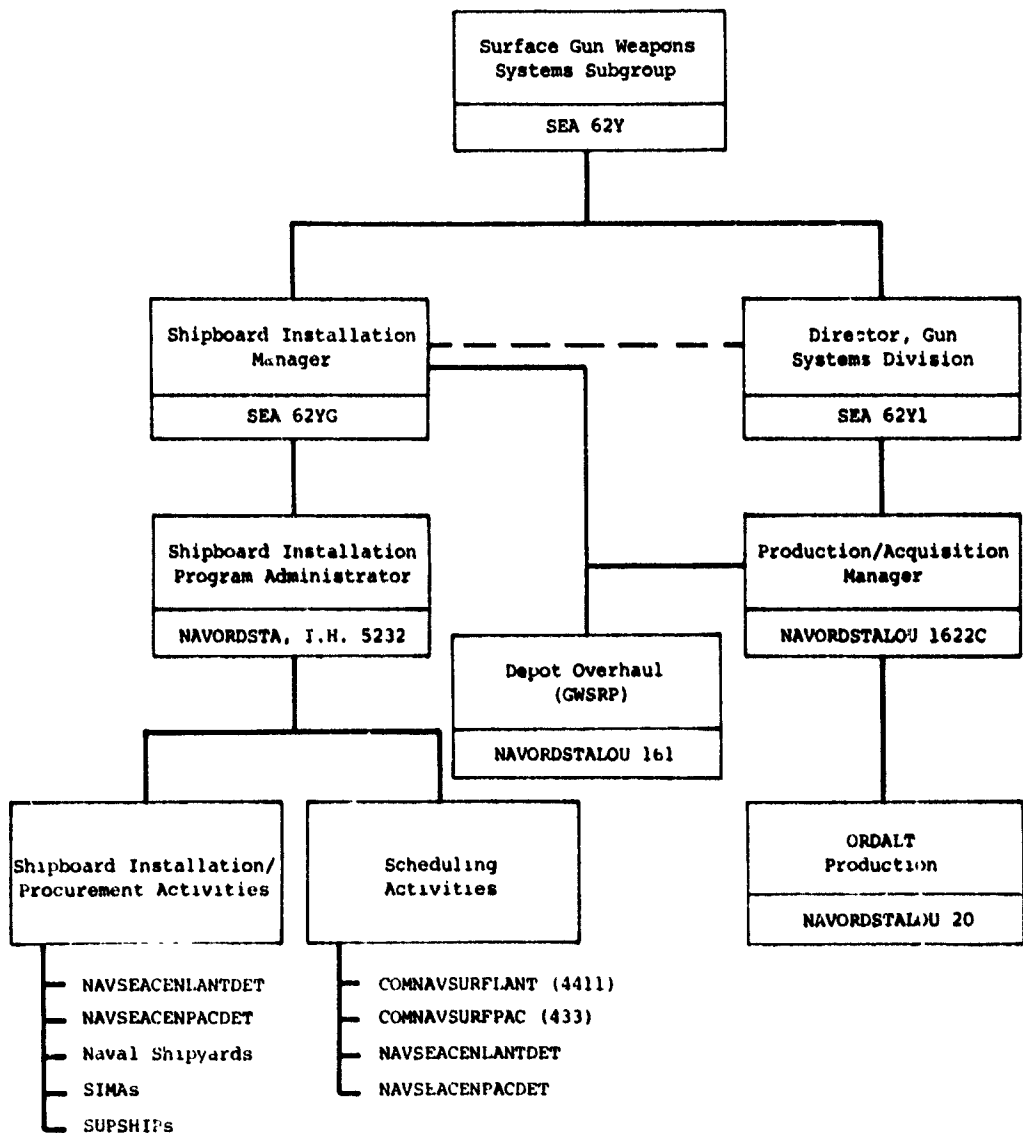 Surface Gun Weapons
Systems Subgroup
SEA 62Y
Shipboard Installation
Manager
SEA 62YG
Director, Gun
Systems Division
SEA 62Y1
Shipboard Installation
Program Administrator
NAVORDSTA, I.H. 5232
Production/Acquisition
Manager
NAVORDSTALOU 1622C
Depot Overhaul
(GWSRP)
NAVORDSTALOU 161
Shipboard Installation/
Procurement Activities
Scheduling
Activities
ORDALT
Production
NAVORDSTALOU 20
NAVSEACENLANTDET
NAVSEACENPACDET
Naval Shipyards
SIMAs
SUPSHIPs
COMNAVSURFLANT (4411)
COMNAVSURFPAC (433)
NAVSEACENLANTDET
NAVSEACENPACDET